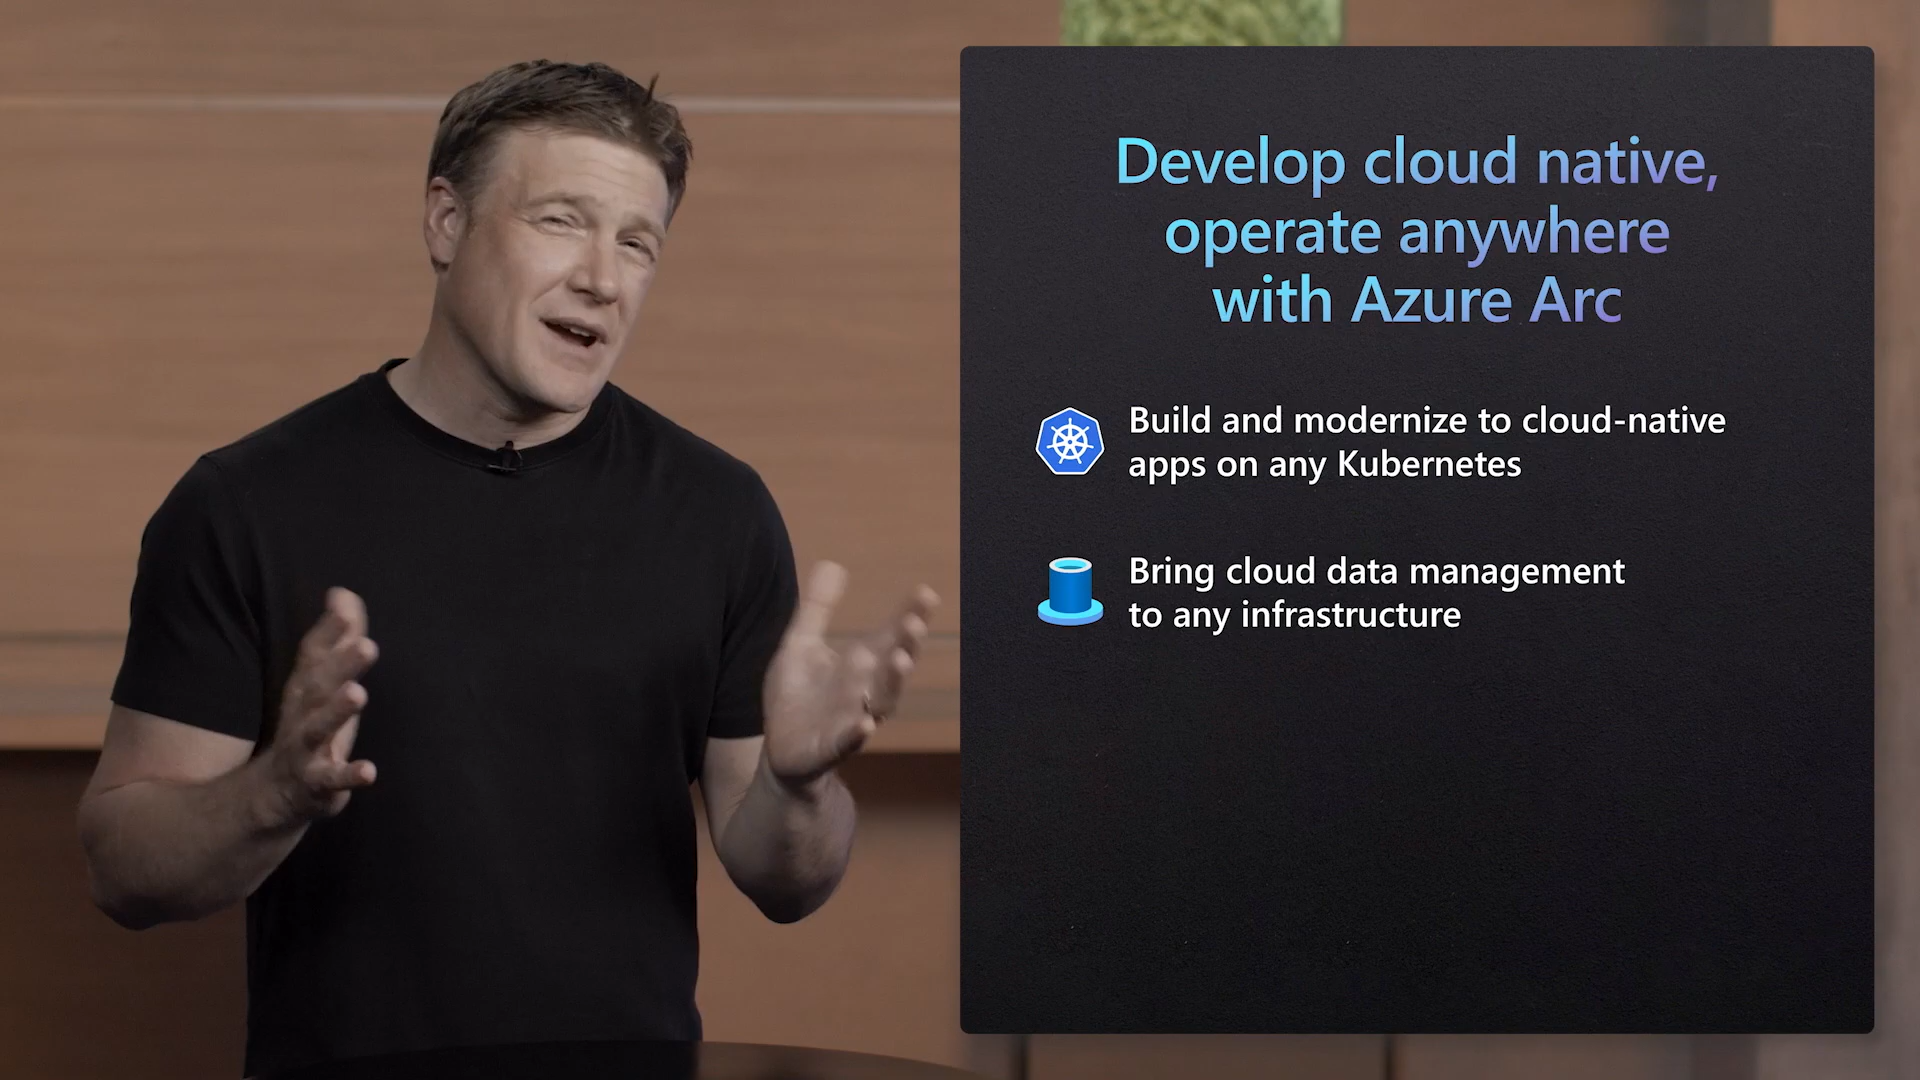 Develop cloud native,
operate anywhere
with Azure Arc
Build and modernize to cloud-native
apps on any Kubernetes
Bring cloud data management
to any infrastructure